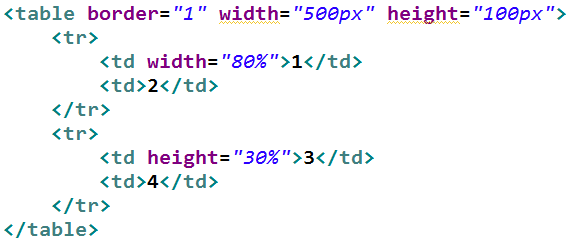 <table border="1" width="500px" height="100px">
    <tr>
        <td width="80%">1</td>
        <td>2</td>
    </tr>
    <tr>
        <td height="30%">3</td>
        <td>4</td>
    </tr>
</table>